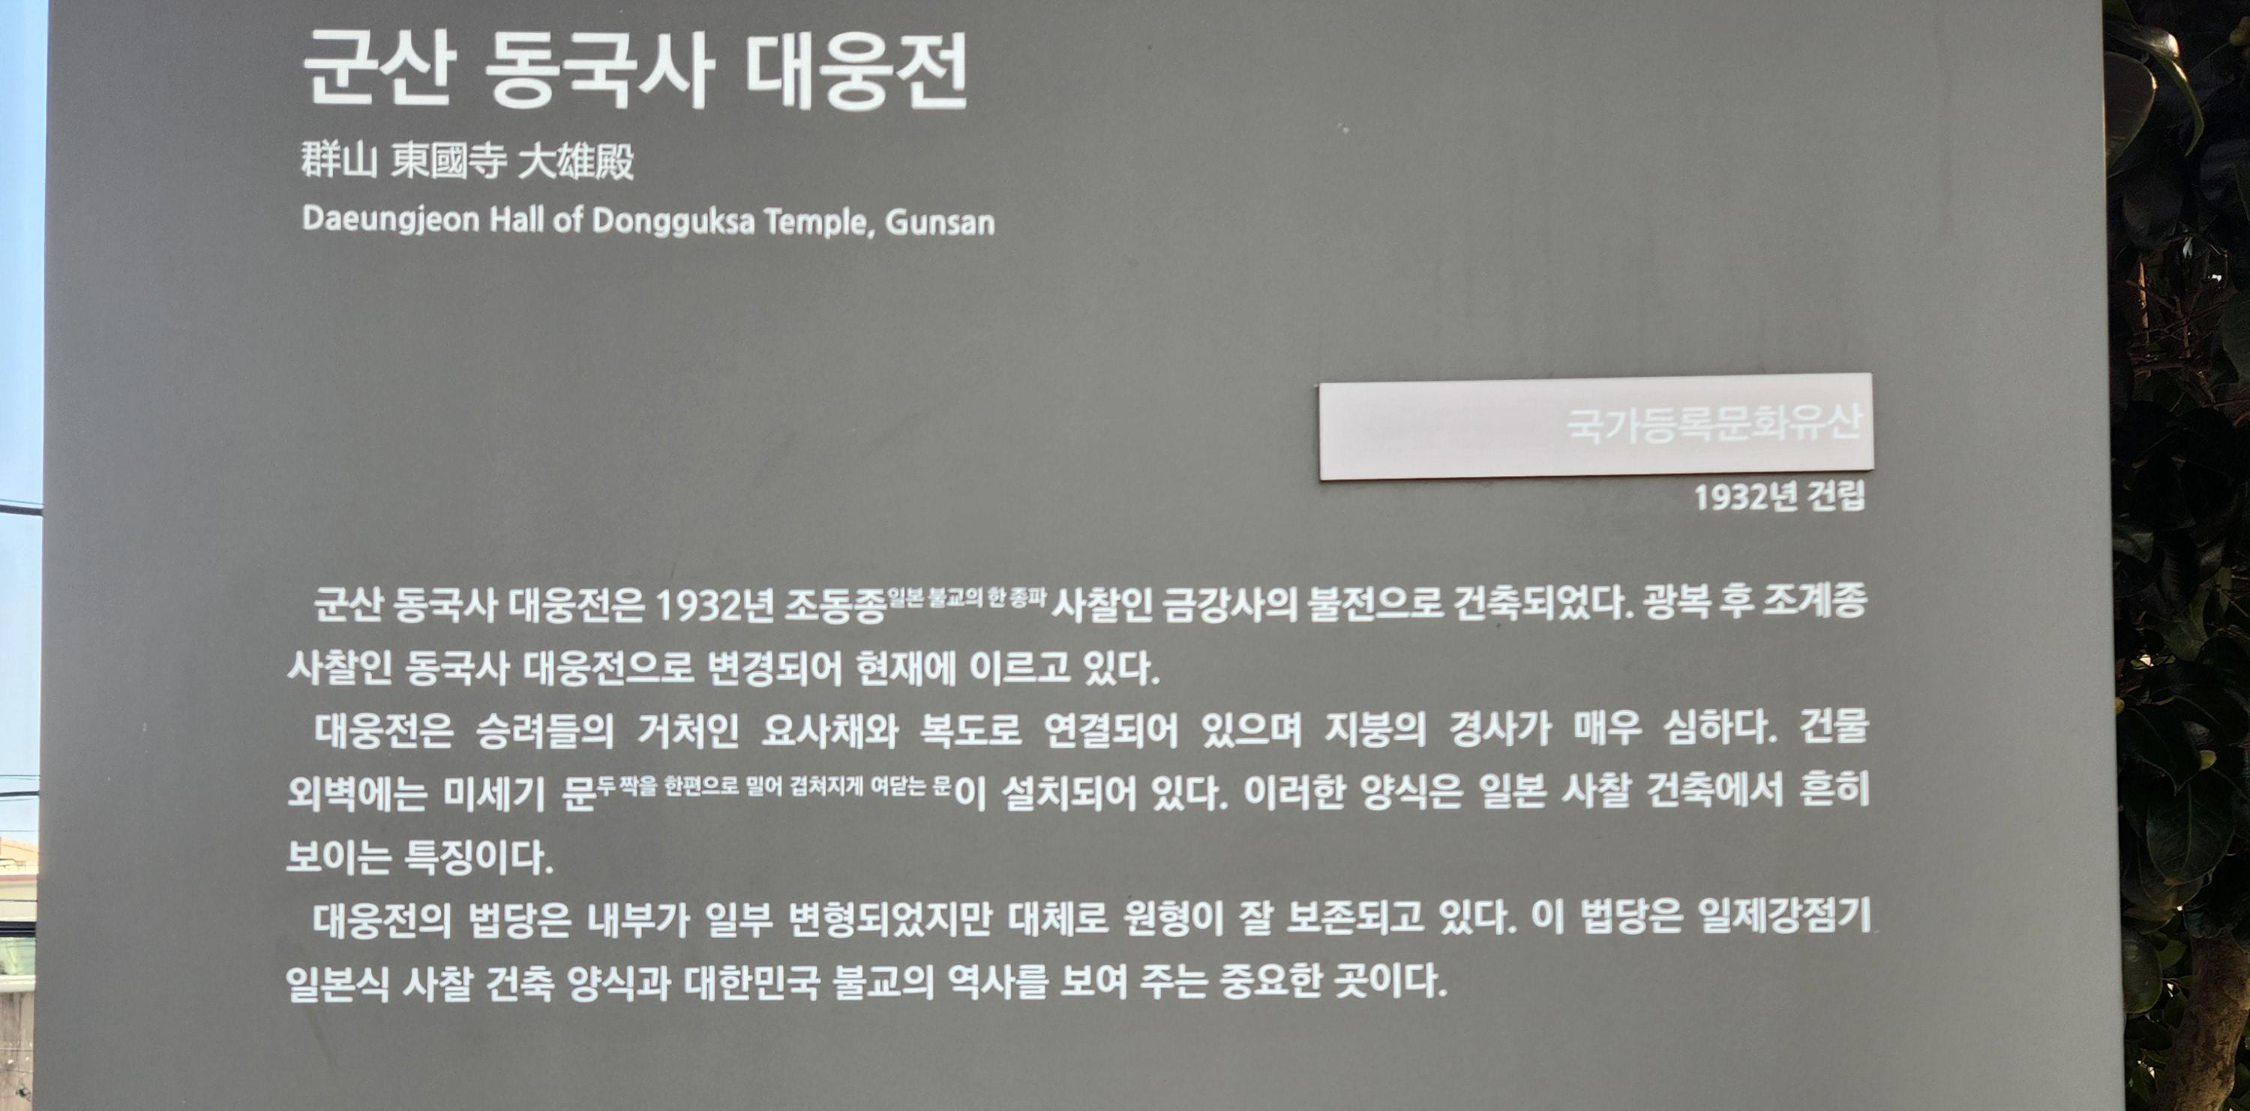 군산 동국사 대웅전
群山 東國寺 大雄殿
Daeungjeon Hall of Dongguksa Temple, Gunsan
국가등록문화유산
1932년 건립
군산 동국사 대웅전은 1932년 조동종일본 불교의 한 종파 사찰인 금강사의 불전으로 건축되었다. 광복 후 조계종
사찰인 동국사 대웅전으로 변경되어 현재에 이르고 있다.
대웅전은 승려들의 거처인 요사채와 복도로 연결되어 있으며 지붕의 경사가 매우 심하다. 건물
외벽에는 미세기 문두 짝을 한편으로 밀어 겹쳐지게 여닫는 문이 설치되어 있다. 이러한 양식은 일본 사찰 건축에서 흔히
보이는 특징이다.
대웅전의 법당은 내부가 일부 변형되었지만 대체로 원형이 잘 보존되고 있다. 이 법당은 일제강점기
일본식 사찰 건축 양식과 대한민국 불교의 역사를 보여 주는 중요한 곳이다.